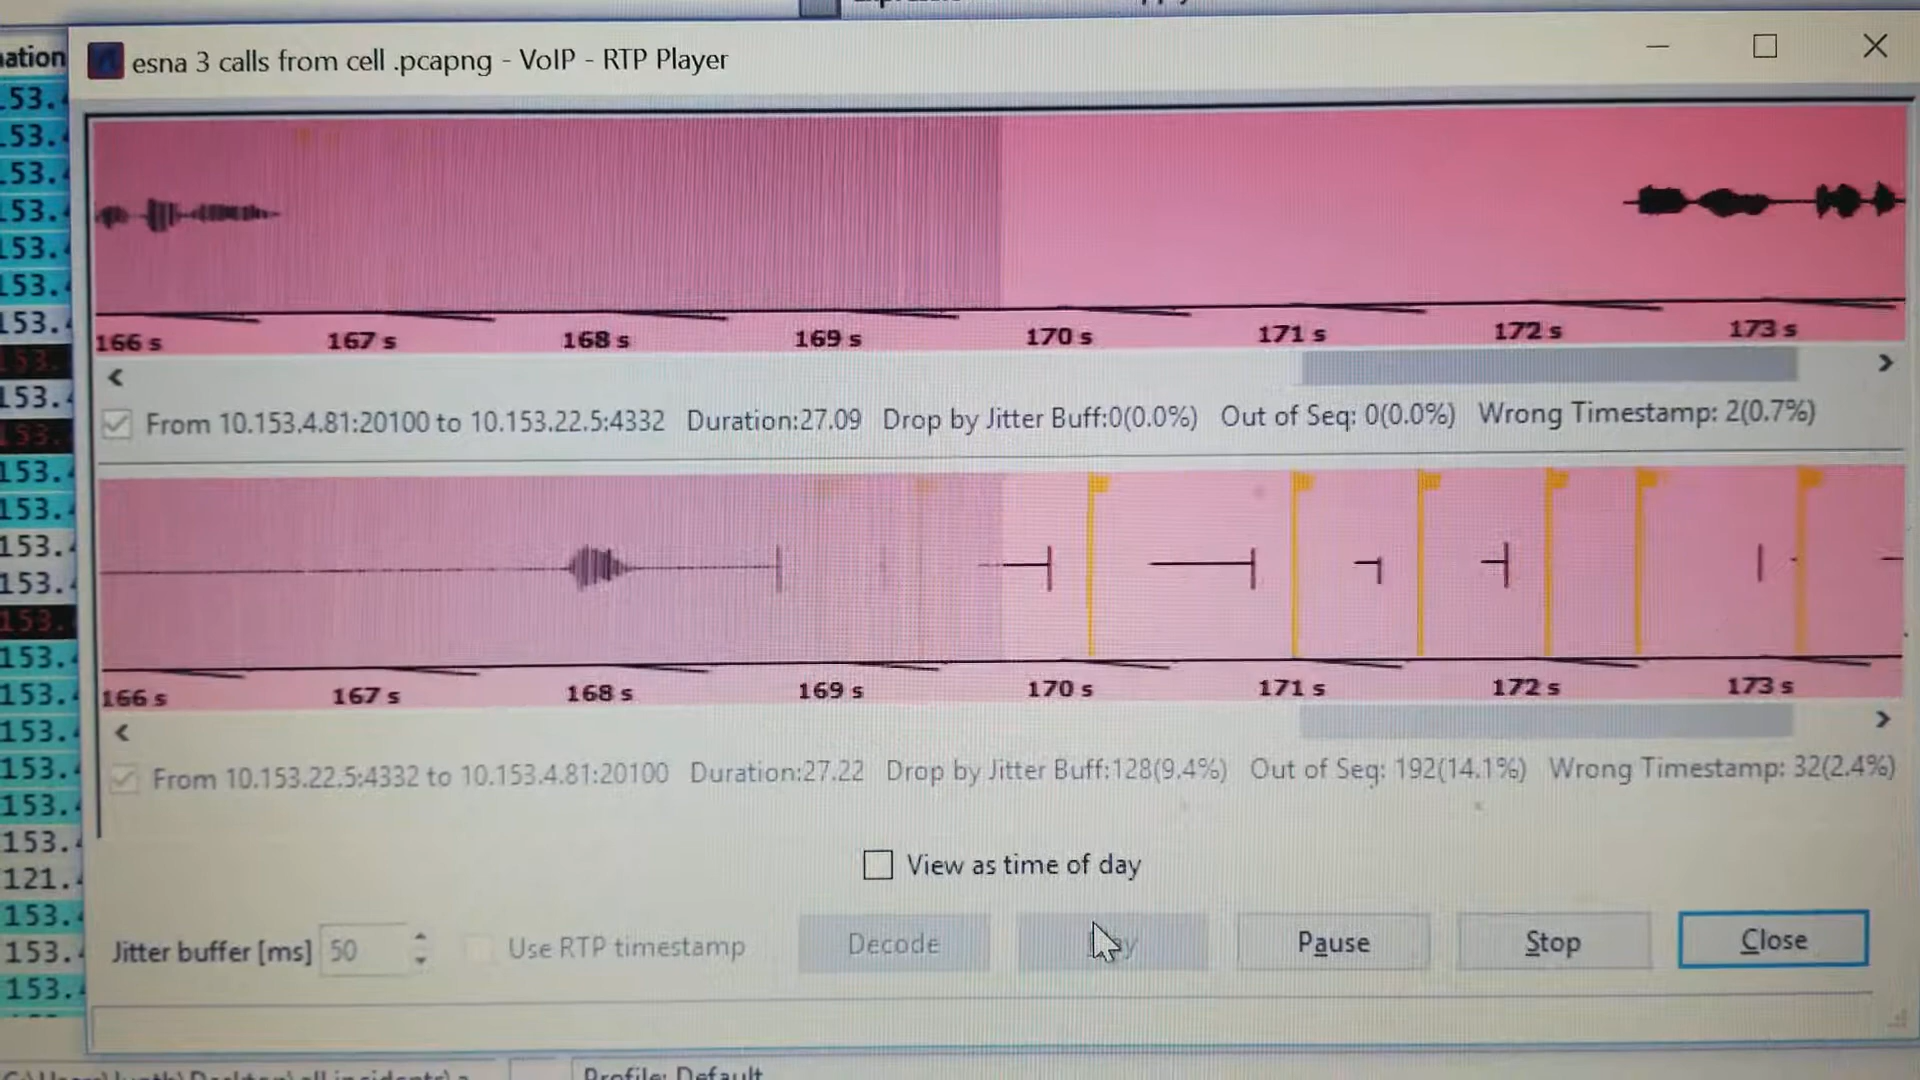 esna 3 calls from cell .pcapng - VoIP - RTP Player
166 s 167 s 168 s 169 s 170 s 171 s 172 s 173 s
From 10.153.4.81:20100 to 10.153.22.5:4332 Duration:27.09 Drop by Jitter Buff:0(0.0%) Out of Seq: 0(0.0%) Wrong Timestamp: 2(0.7%)
166 s 167 s 168 s 169 s 170 s 171 s 172 s 173 s
From 10.153.22.5:4332 to 10.153.4.81:20100 Duration:27.22 Drop by Jitter Buff:128(9.4%) Out of Seq: 192(14.1%) Wrong Timestamp: 32(2.4%)
View as time of day
Jitter buffer [ms] 50 Use RTP timestamp Decode Pause Stop Close
Profile: Default